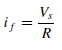 i_f = V_s / R